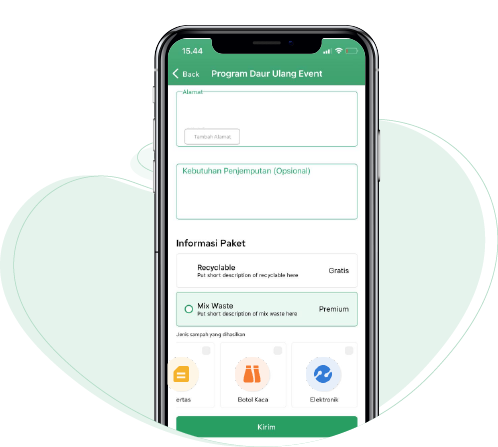 15.44
Back Program Daur Ulang Event
Alamat
Tambah Alamat
Kebutuhan Penjemputan (Opsional)
Informasi Paket
Recyclable
Put short description of recyclable here
Gratis
Mix Waste
Put short description of mix waste here
Premium
Jenis sampah yang dihasilkan
ertas
Botol Kaca
Elektronik
Kirim